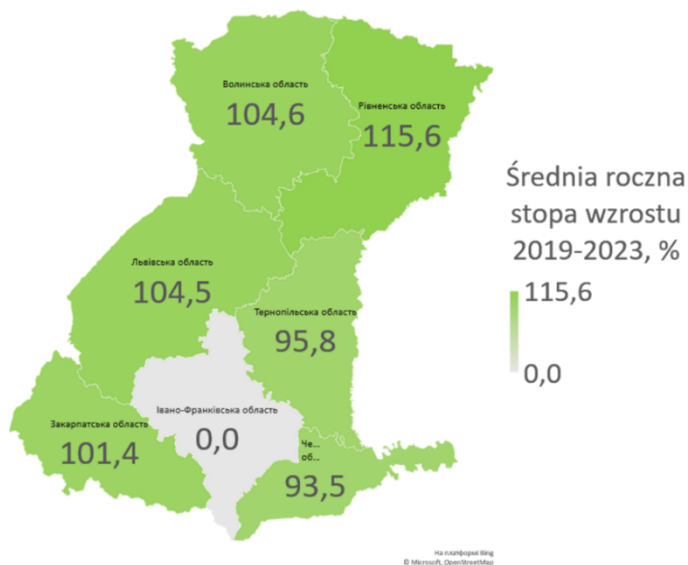 Волинська область
104,6
Рівненська область
115,6
Średnia roczna
stopa wzrostu
2019-2023, %
115,6
0,0
Львівська область
104,5
Тернопільська область
95,8
Івано-Франківська область
0,0
Закарпатська область
101,4
Че...
об...
93,5
На платформі Bing
© Microsoft, OpenStreetMap